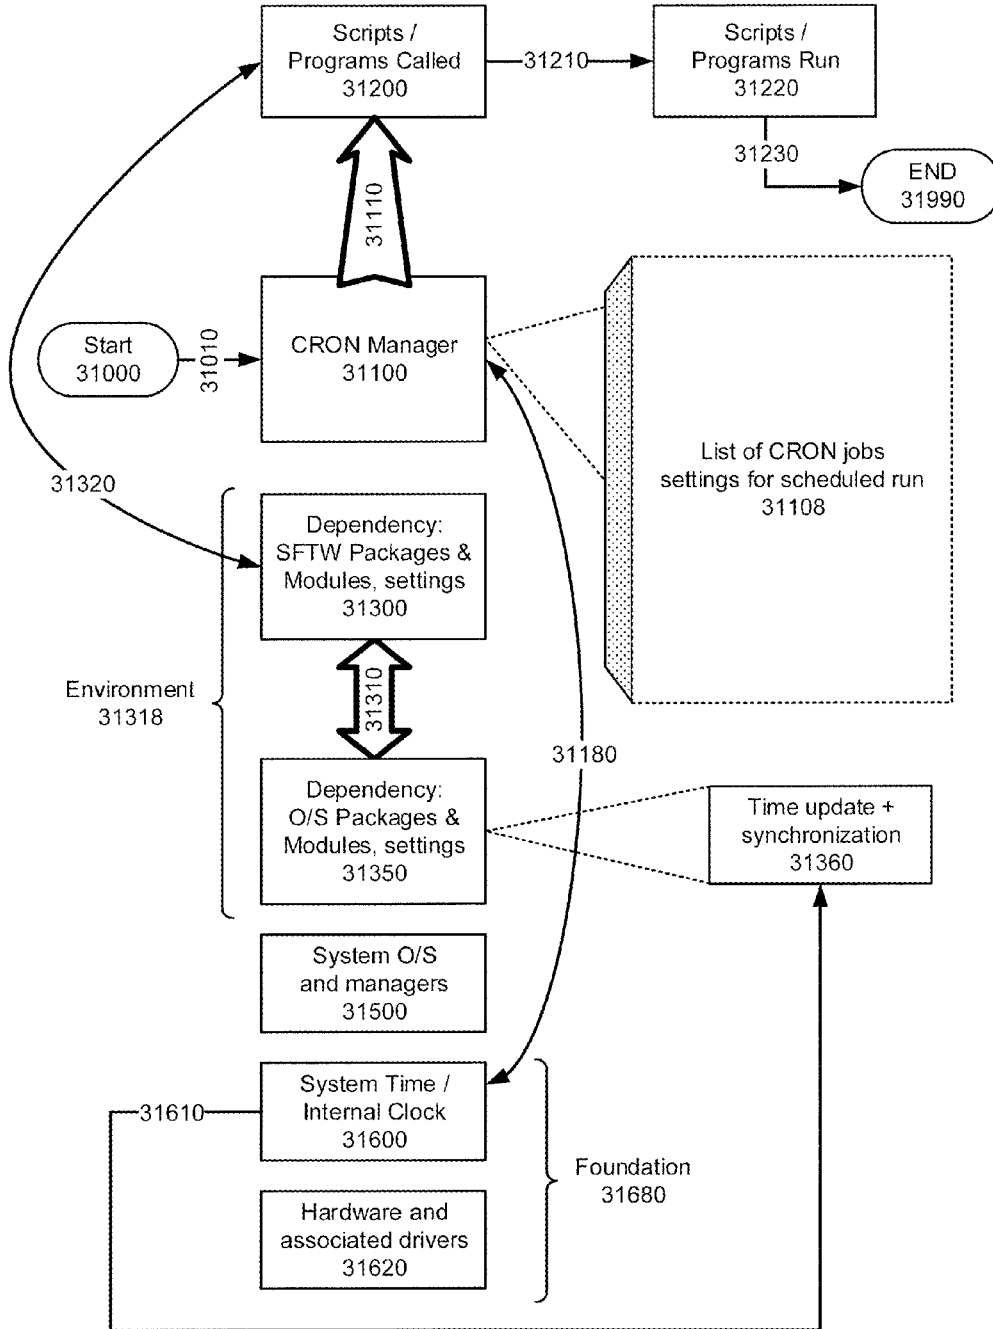 Scripts /
Programs Called
31200
31210
Scripts /
Programs Run
31220
31230
END
31990
31110
Start
31000
31010
CRON Manager
31100
List of CRON jobs
settings for scheduled run
31108
31320
Dependency:
SFTW Packages &
Modules, settings
31300
Environment
31318
31310
31180
Dependency:
O/S Packages &
Modules, settings
31350
Time update +
synchronization
31360
System O/S
and managers
31500
System Time /
Internal Clock
31600
31610
Foundation
31680
Hardware and
associated drivers
31620